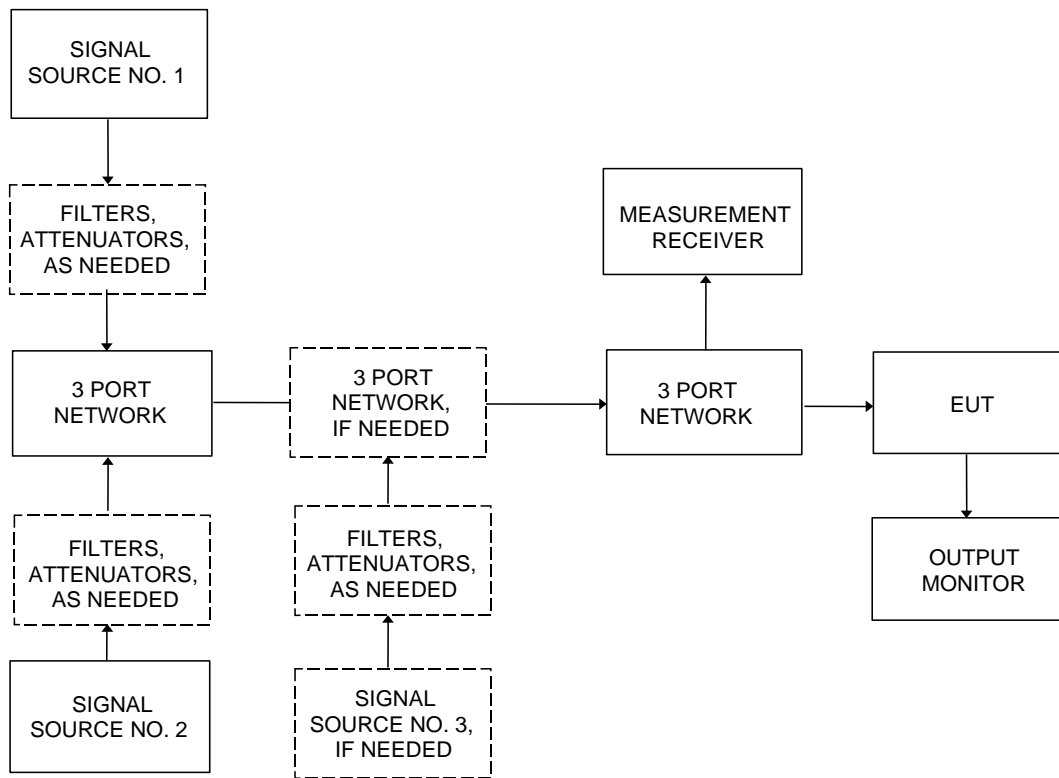 SIGNAL
SOURCE NO. 1
FILTERS,
ATTENUATORS,
AS NEEDED
MEASUREMENT
RECEIVER
3 PORT
NETWORK
3 PORT
NETWORK,
IF NEEDED
3 PORT
NETWORK
EUT
FILTERS,
ATTENUATORS,
AS NEEDED
FILTERS,
ATTENUATORS,
AS NEEDED
OUTPUT
MONITOR
SIGNAL
SOURCE NO. 2
SIGNAL
SOURCE NO. 3,
IF NEEDED